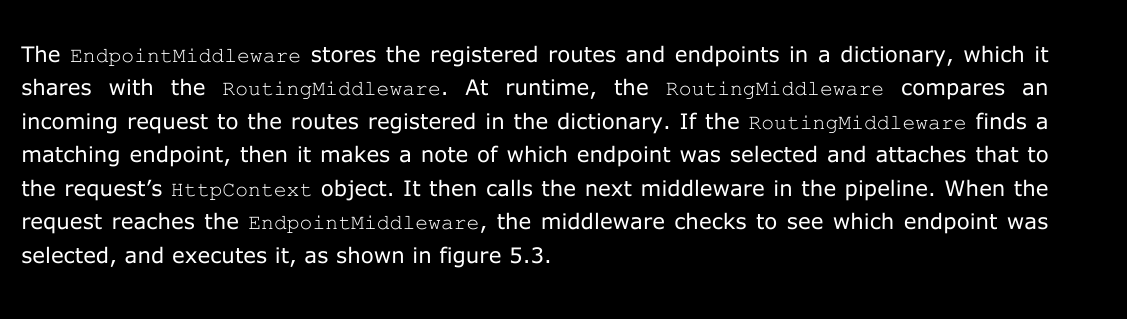 The EndpointMiddleware stores the registered routes and endpoints in a dictionary, which it
shares with the RoutingMiddleware. At runtime, the RoutingMiddleware compares an
incoming request to the routes registered in the dictionary. If the RoutingMiddleware finds a
matching endpoint, then it makes a note of which endpoint was selected and attaches that to
the request’s HttpContext object. It then calls the next middleware in the pipeline. When the
request reaches the EndpointMiddleware, the middleware checks to see which endpoint was
selected, and executes it, as shown in figure 5.3.